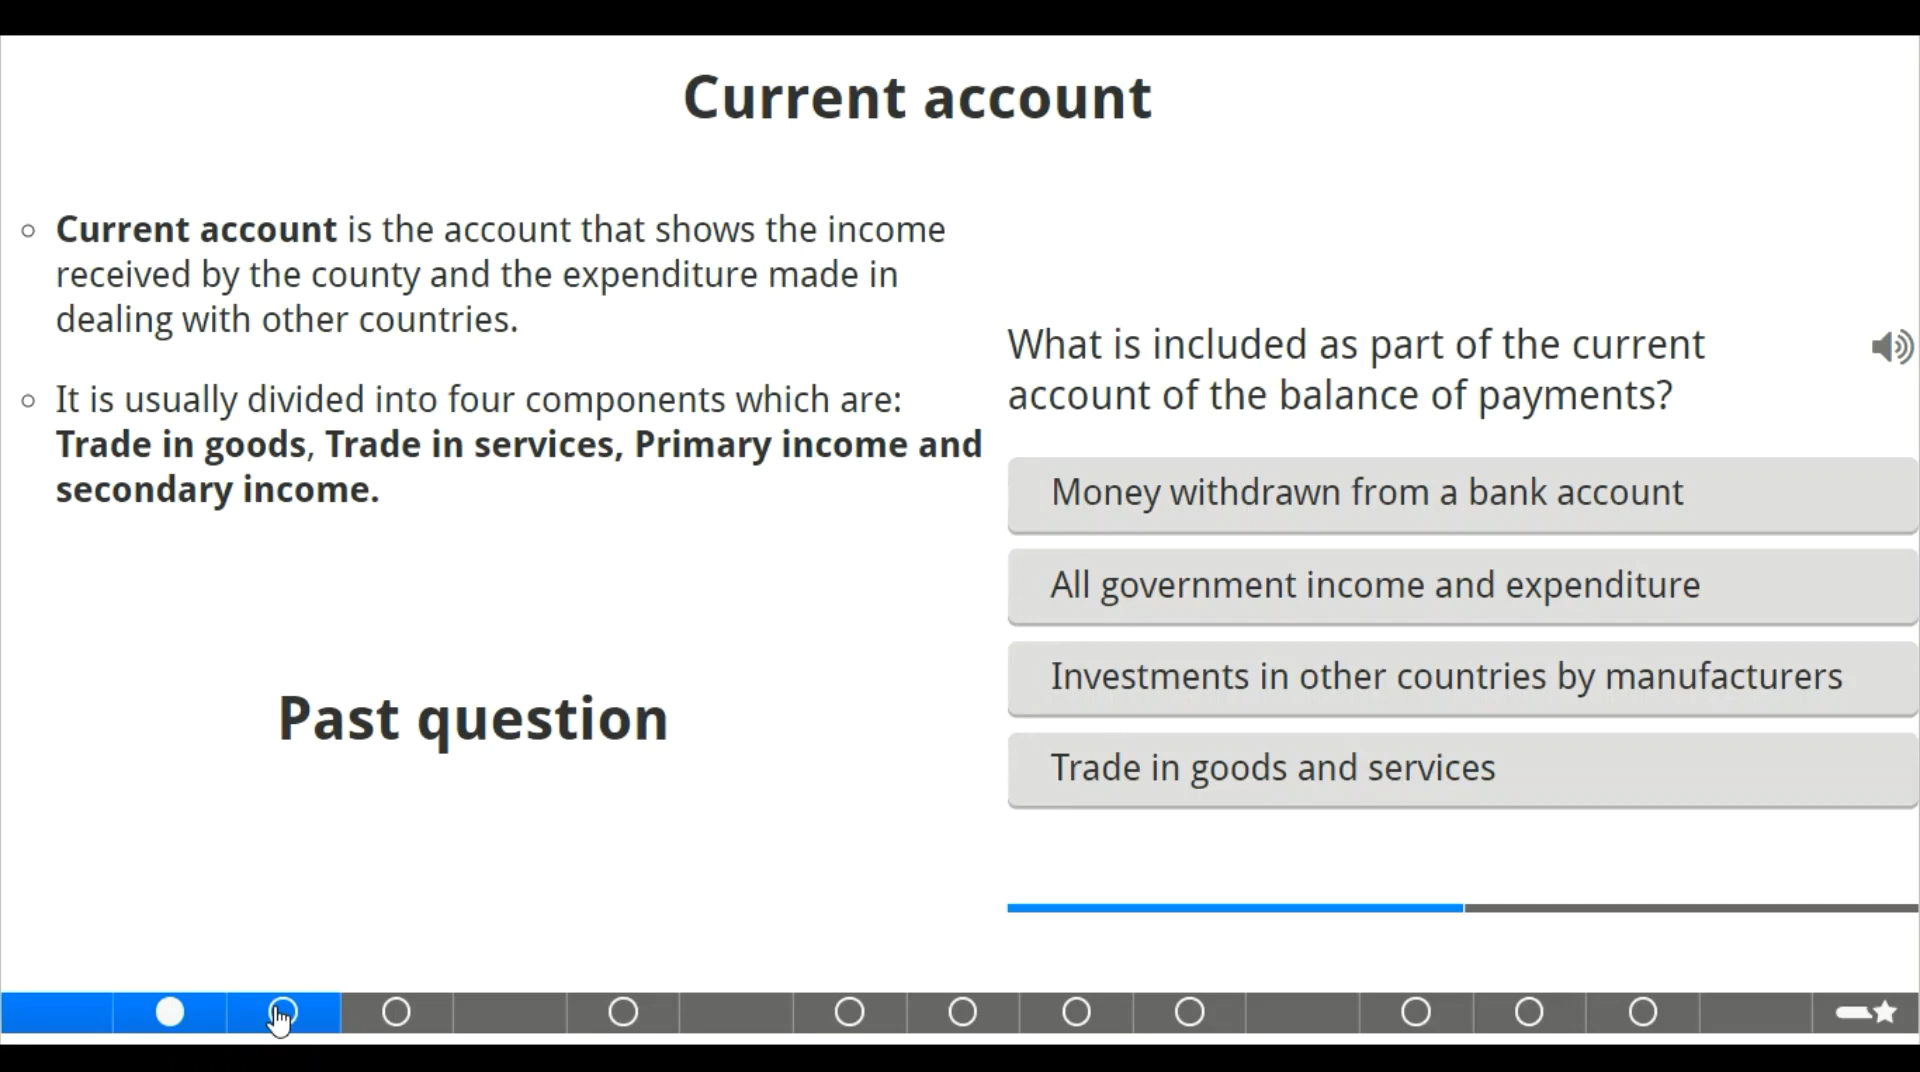 Current account
Current account is the account that shows the income
received by the county and the expenditure made in
dealing with other countries.
It is usually divided into four components which are:
Trade in goods, Trade in services, Primary income and
secondary income.
Past question
What is included as part of the current
account of the balance of payments?
Money withdrawn from a bank account
All government income and expenditure
Investments in other countries by manufacturers
Trade in goods and services